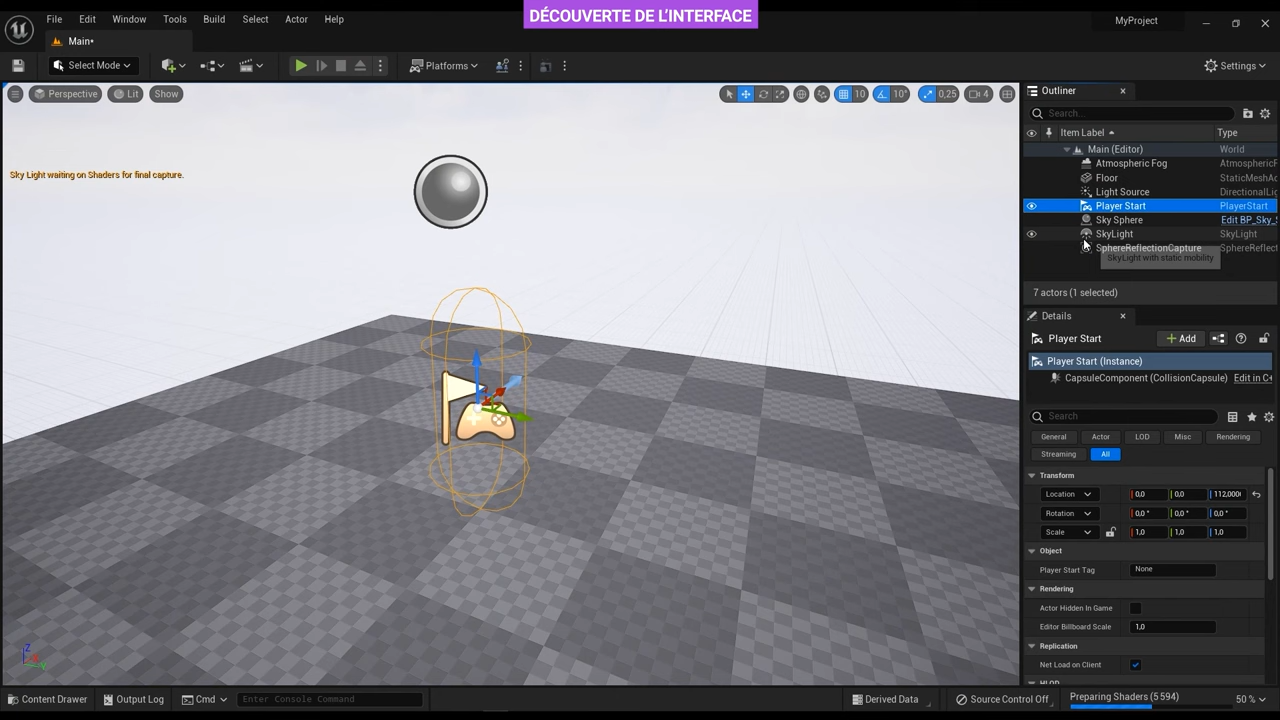 DÉCOUVERTE DE L'INTERFACE
File Edit Window Tools Build Select Actor Help
MyProject
Main•
Select Mode
Platforms
Settings
Perspective Lit Show
10 10° 0,25 4
Sky Light waiting on Shaders for final capture.
Outliner
Search...
Item Label Type
Main (Editor) World
Atmospheric Fog AtmosphericF
Floor StaticMeshAc
Light Source DirectionalLig
Player Start PlayerStart
Sky Sphere Edit BP_Sky_S
SkyLight SkyLight
SphereReflectionCapture SphereReflect
SkyLight with static mobility
7 actors (1 selected)
Details
Player Start
Add
Player Start (Instance)
CapsuleComponent (CollisionCapsule) Edit in C+
Search
General Actor LOD Misc Rendering
Streaming All
Transform
Location 0,0 0,0 112,000
Rotation 0,0 ° 0,0 ° 0,0 °
Scale 1,0 1,0 1,0
Object
Player Start Tag None
Rendering
Actor Hidden In Game
Editor Billboard Scale 1,0
Replication
Net Load on Client
Z
X
Y
Content Drawer Output Log Cmd Enter Console Command
Derived Data Source Control Off Preparing Shaders (5 594) 50 %